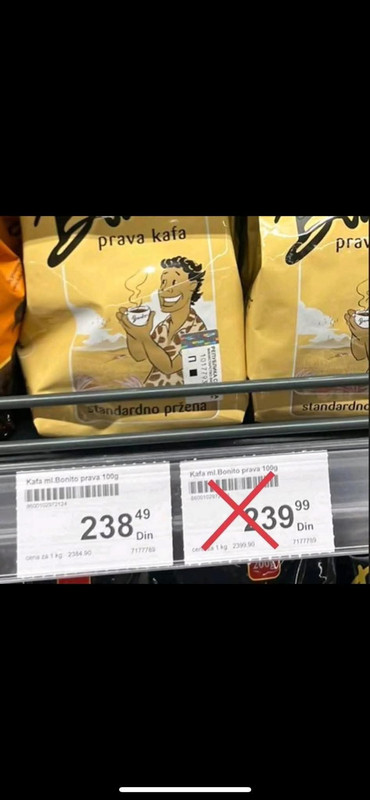 prava kafa
standardno pržena
standardno
Kafa ml.Bonito prava 100g
238 49
Din
cena za 1 kg 2384.90
7177769
Kafa ml.Bonito prava 100g
239 99
Din
cena za 1 kg 2399.90
7177769
200g